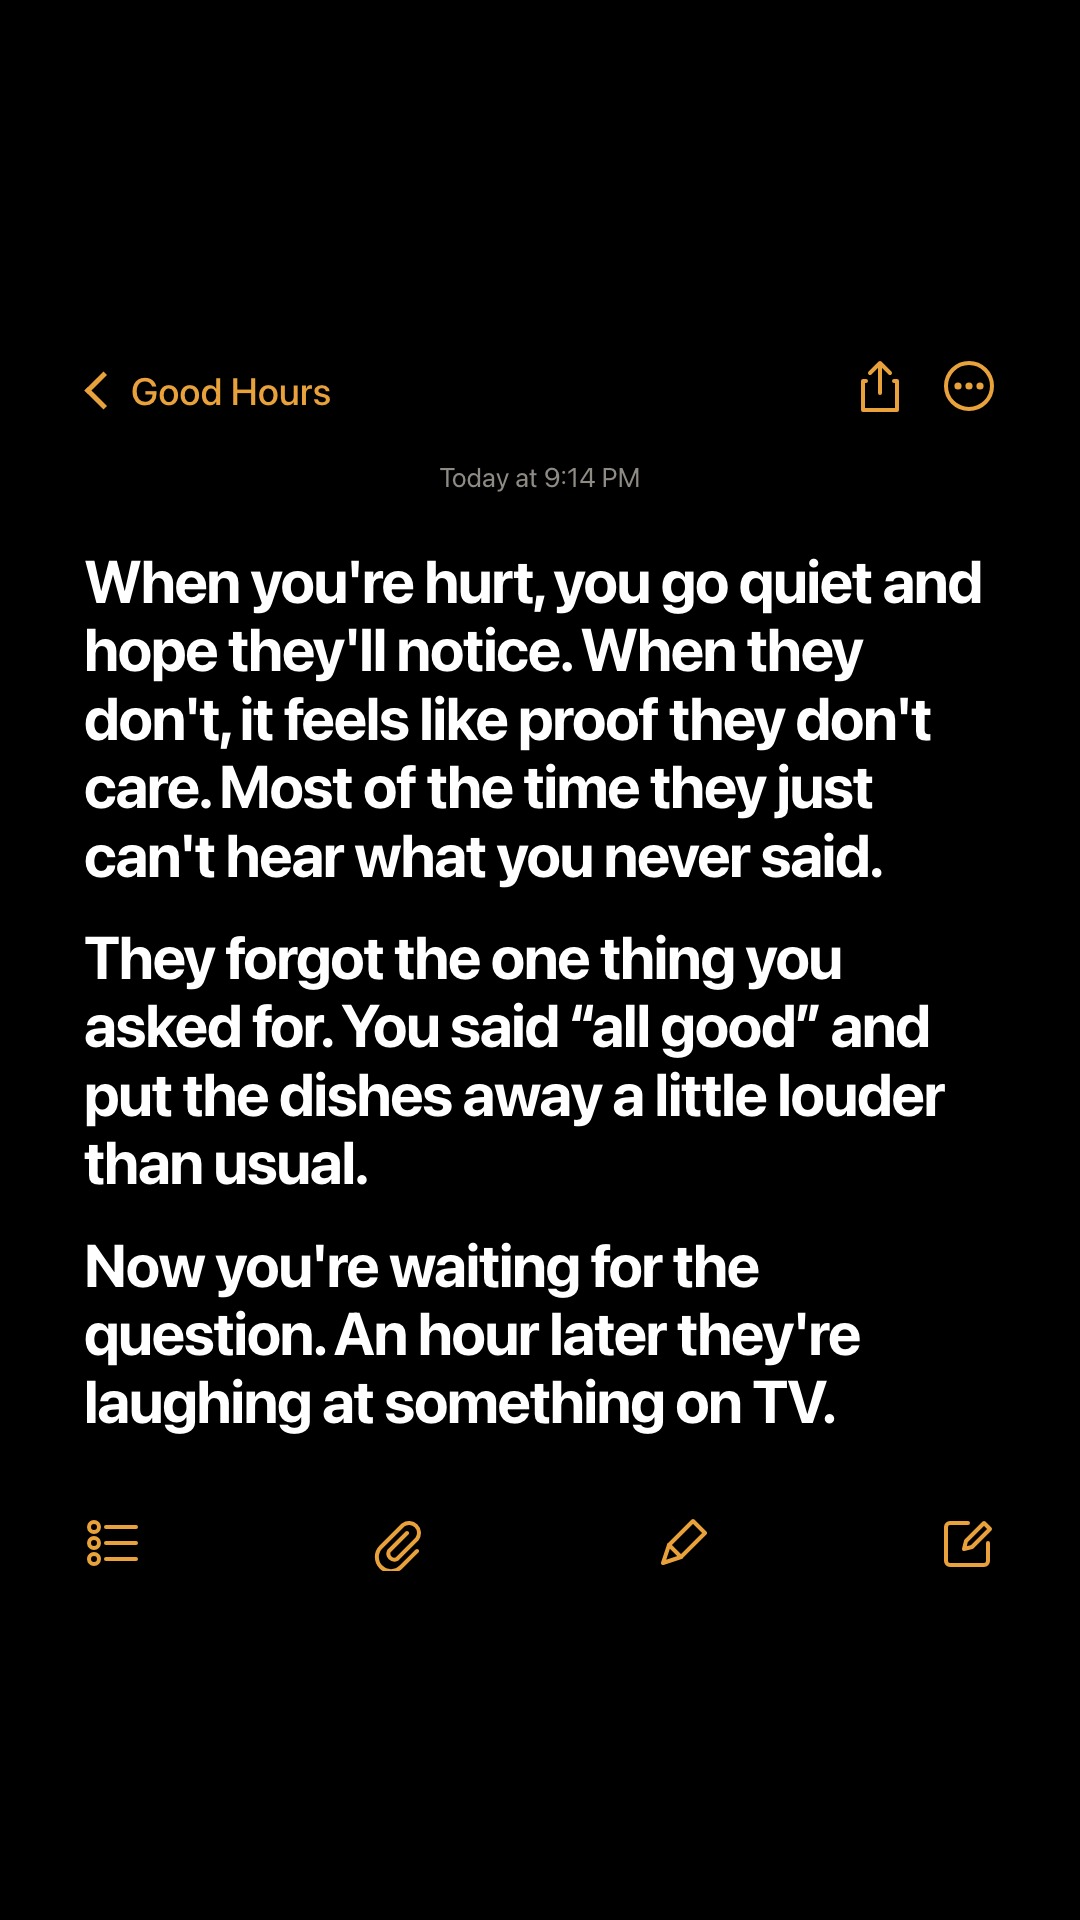 Good Hours
Today at 9:14 PM
When you're hurt, you go quiet and
hope they'll notice. When they
don't, it feels like proof they don't
care. Most of the time they just
can't hear what you never said.
They forgot the one thing you
asked for. You said “all good” and
put the dishes away a little louder
than usual.
Now you're waiting for the
question. An hour later they're
laughing at something on TV.